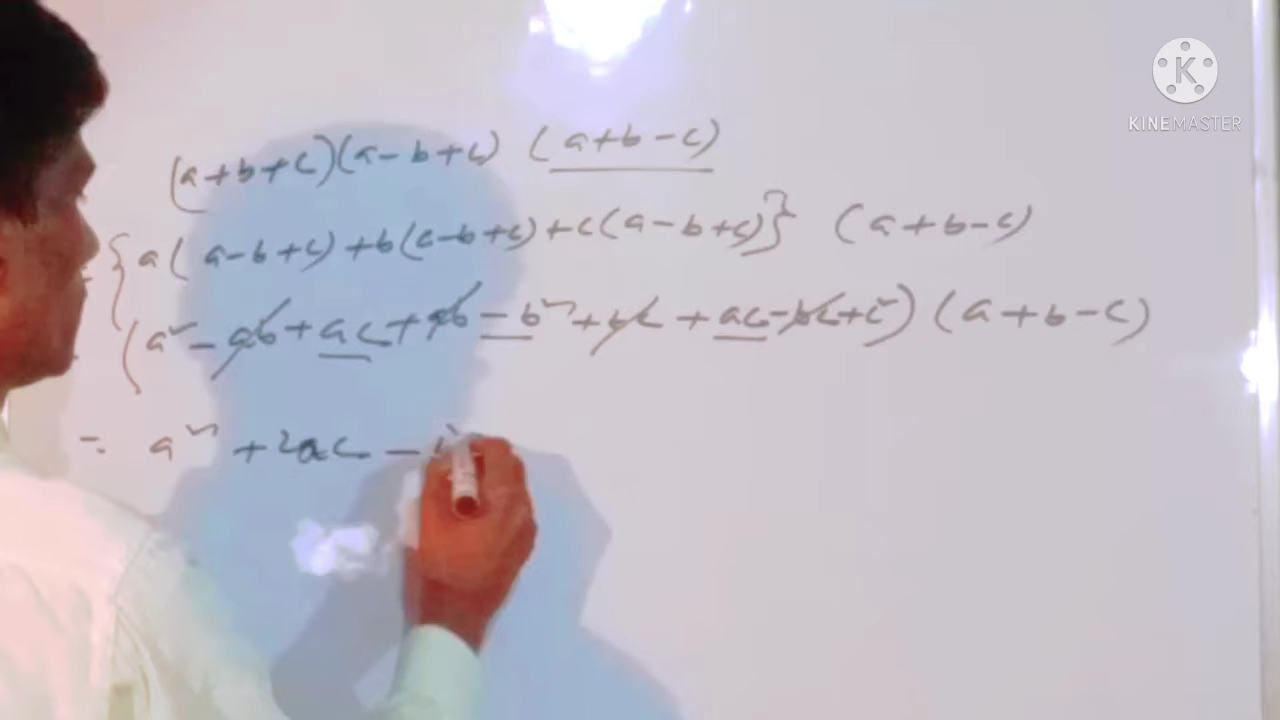 (a+b+c)(a-b+c) (a+b-c)
{a(a-b+c)+b(a-b+c)+c(a-b+c)} (a+b-c)
(a²-ab+ac+ab-b²+bc+ac-bc+c²)(a+b-c)
= a²+2ac-
K
KINEMASTER